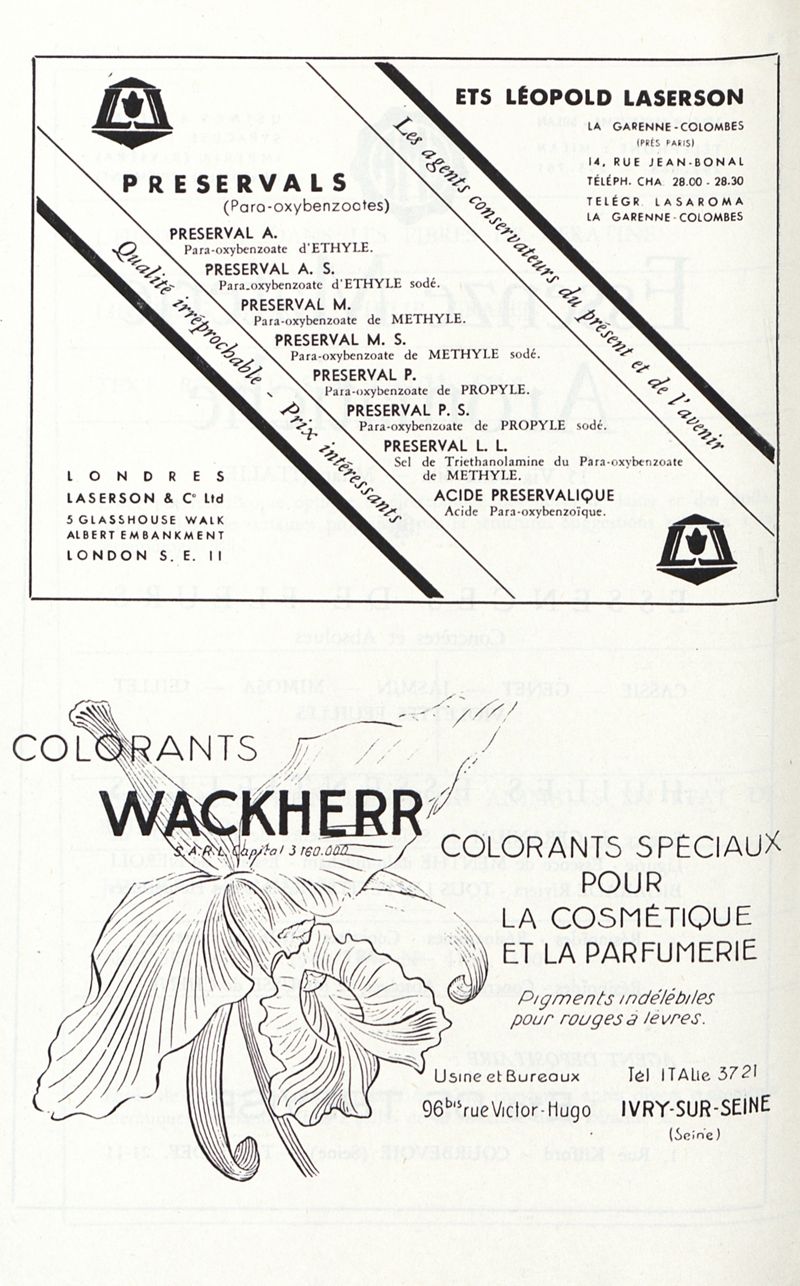 ETS LÉOPOLD LASERSON
LA GARENNE-COLOMBES
(PRÈS PARIS)
14, RUE JEAN-BONAL
TÉLÉPH. CHA 28.00 - 28.30
TELÉGR. LASAROMA
LA GARENNE-COLOMBES
Les agents conservateurs du présent et de l'avenir
PRESERVALS
(Para-oxybenzoates)
PRESERVAL A.
Para-oxybenzoate d'ETHYLE.
PRESERVAL A. S.
Para-oxybenzoate d'ETHYLE sodé.
PRESERVAL M.
Para-oxybenzoate de METHYLE.
PRESERVAL M. S.
Para-oxybenzoate de METHYLE sodé.
PRESERVAL P.
Para-oxybenzoate de PROPYLE.
PRESERVAL P. S.
Para-oxybenzoate de PROPYLE sodé.
PRESERVAL L. L.
Sel de Triethanolamine du Para-oxybenzoate
de METHYLE.
ACIDE PRESERVALIQUE
Acide Para-oxybenzoïque.
Qualité irréprochable - Prix intéressants
LONDRES
LASERSON & Cº Ltd
5 GLASSHOUSE WALK
ALBERT EMBANKMENT
LONDON S. E. 11
COLORANTS
WACKHERR
S.A.R.L. Capital 3 160.000
COLORANTS SPÉCIAUX
POUR
LA COSMÉTIQUE
ET LA PARFUMERIE
Pigments indélébiles
pour rouges à lèvres.
Usine et Bureaux Tél ITALie 3721
96bis rue Victor-Hugo IVRY-SUR-SEINE
(Seine)